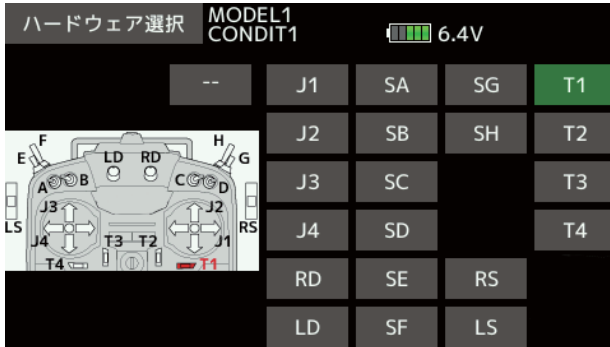 ハードウェア選択 MODEL1
CONDIT1 6.4V
-- J1 SA SG T1
J2 SB SH T2
J3 SC T3
J4 SD T4
RD SE RS
LD SF LS
F H
E LD RD G
A B C D
J3 J2
LS RS
J4 T3 T2 J1
T4 T1